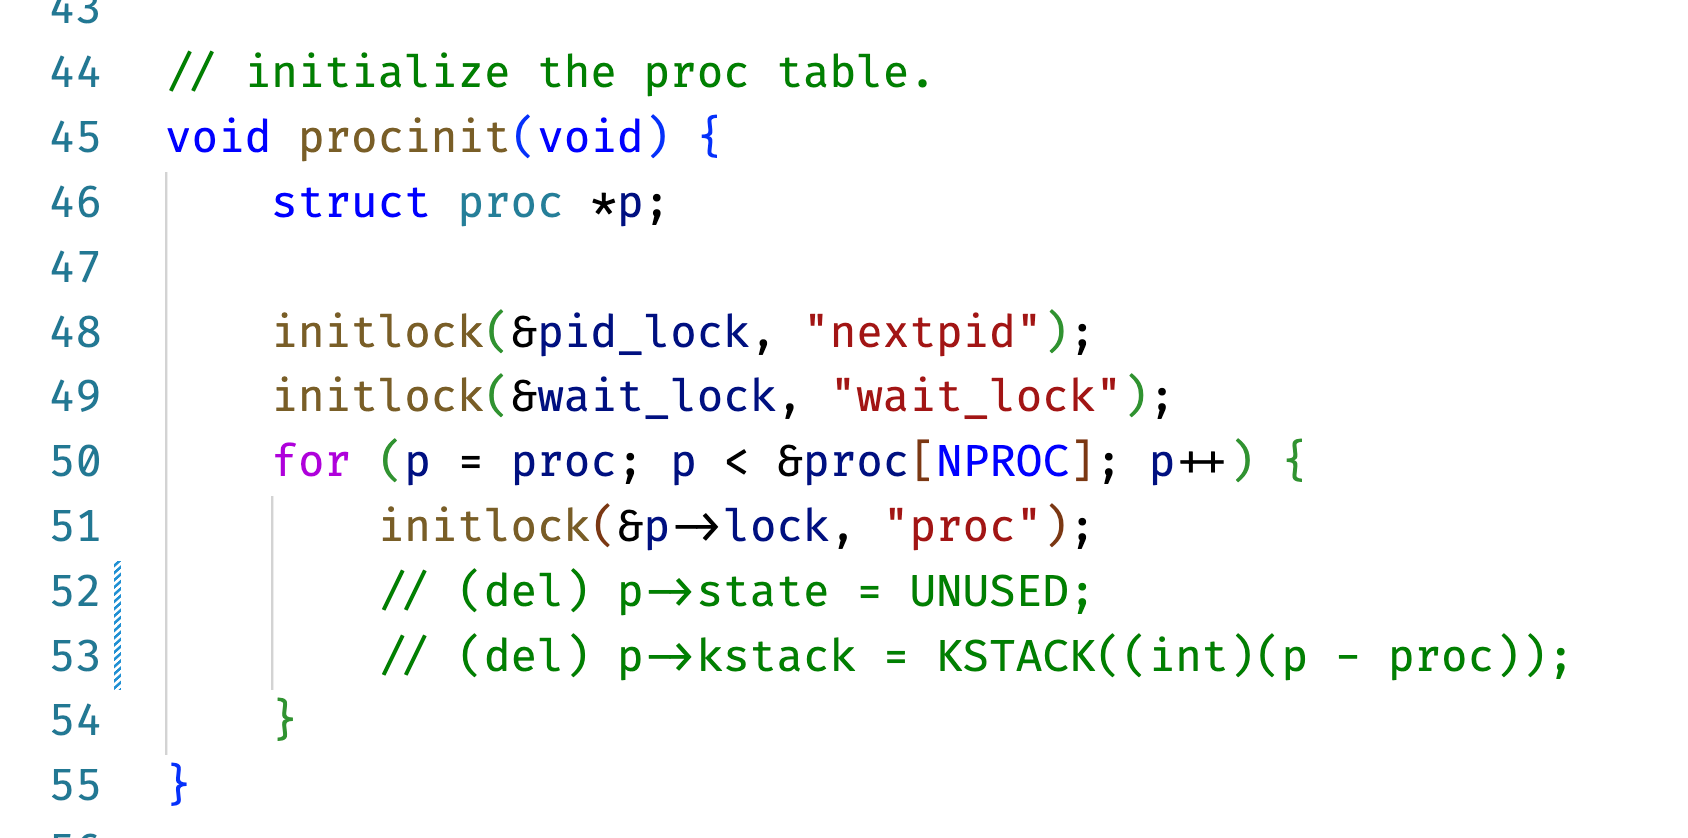 43
44 // initialize the proc table.
45 void procinit(void) {
46     struct proc *p;
47
48     initlock(&pid_lock, "nextpid");
49     initlock(&wait_lock, "wait_lock");
50     for (p = proc; p < &proc[NPROC]; p++) {
51         initlock(&p->lock, "proc");
52         // (del) p->state = UNUSED;
53         // (del) p->kstack = KSTACK((int)(p - proc));
54     }
55 }